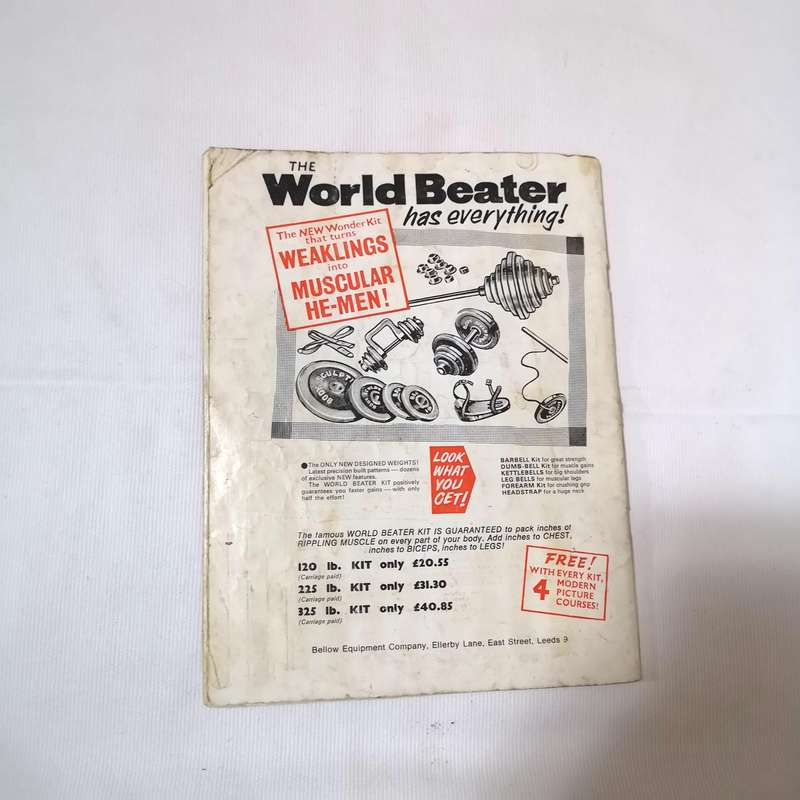 THE
World Beater
has everything!
The NEW Wonder Kit
that turns
WEAKLINGS
into
MUSCULAR
HE-MEN!
SCULPT
BODY
●The ONLY NEW DESIGNED WEIGHTS!
Latest precision built patterns — dozens
of exclusive NEW features.
The WORLD BEATER KIT positively
guarantees you faster gains — with only
half the effort!
LOOK
WHAT
YOU
GET!
BARBELL Kit for great strength
DUMB-BELL Kit for muscle gains
KETTLEBELLS for big shoulders
LEG BELLS for muscular legs
FOREARM Kit for crushing grip
HEADSTRAP for a huge neck
The famous WORLD BEATER KIT IS GUARANTEED to pack inches of
RIPPLING MUSCLE on every part of your body. Add inches to CHEST,
inches to BICEPS, inches to LEGS!
120 lb. KIT only £20.55
(Carriage paid)
225 lb. KIT only £31.30
(Carriage paid)
325 lb. KIT only £40.85
(Carriage paid)
FREE!
WITH EVERY KIT,
4 MODERN
PICTURE
COURSES!
Bellow Equipment Company, Ellerby Lane, East Street, Leeds 9